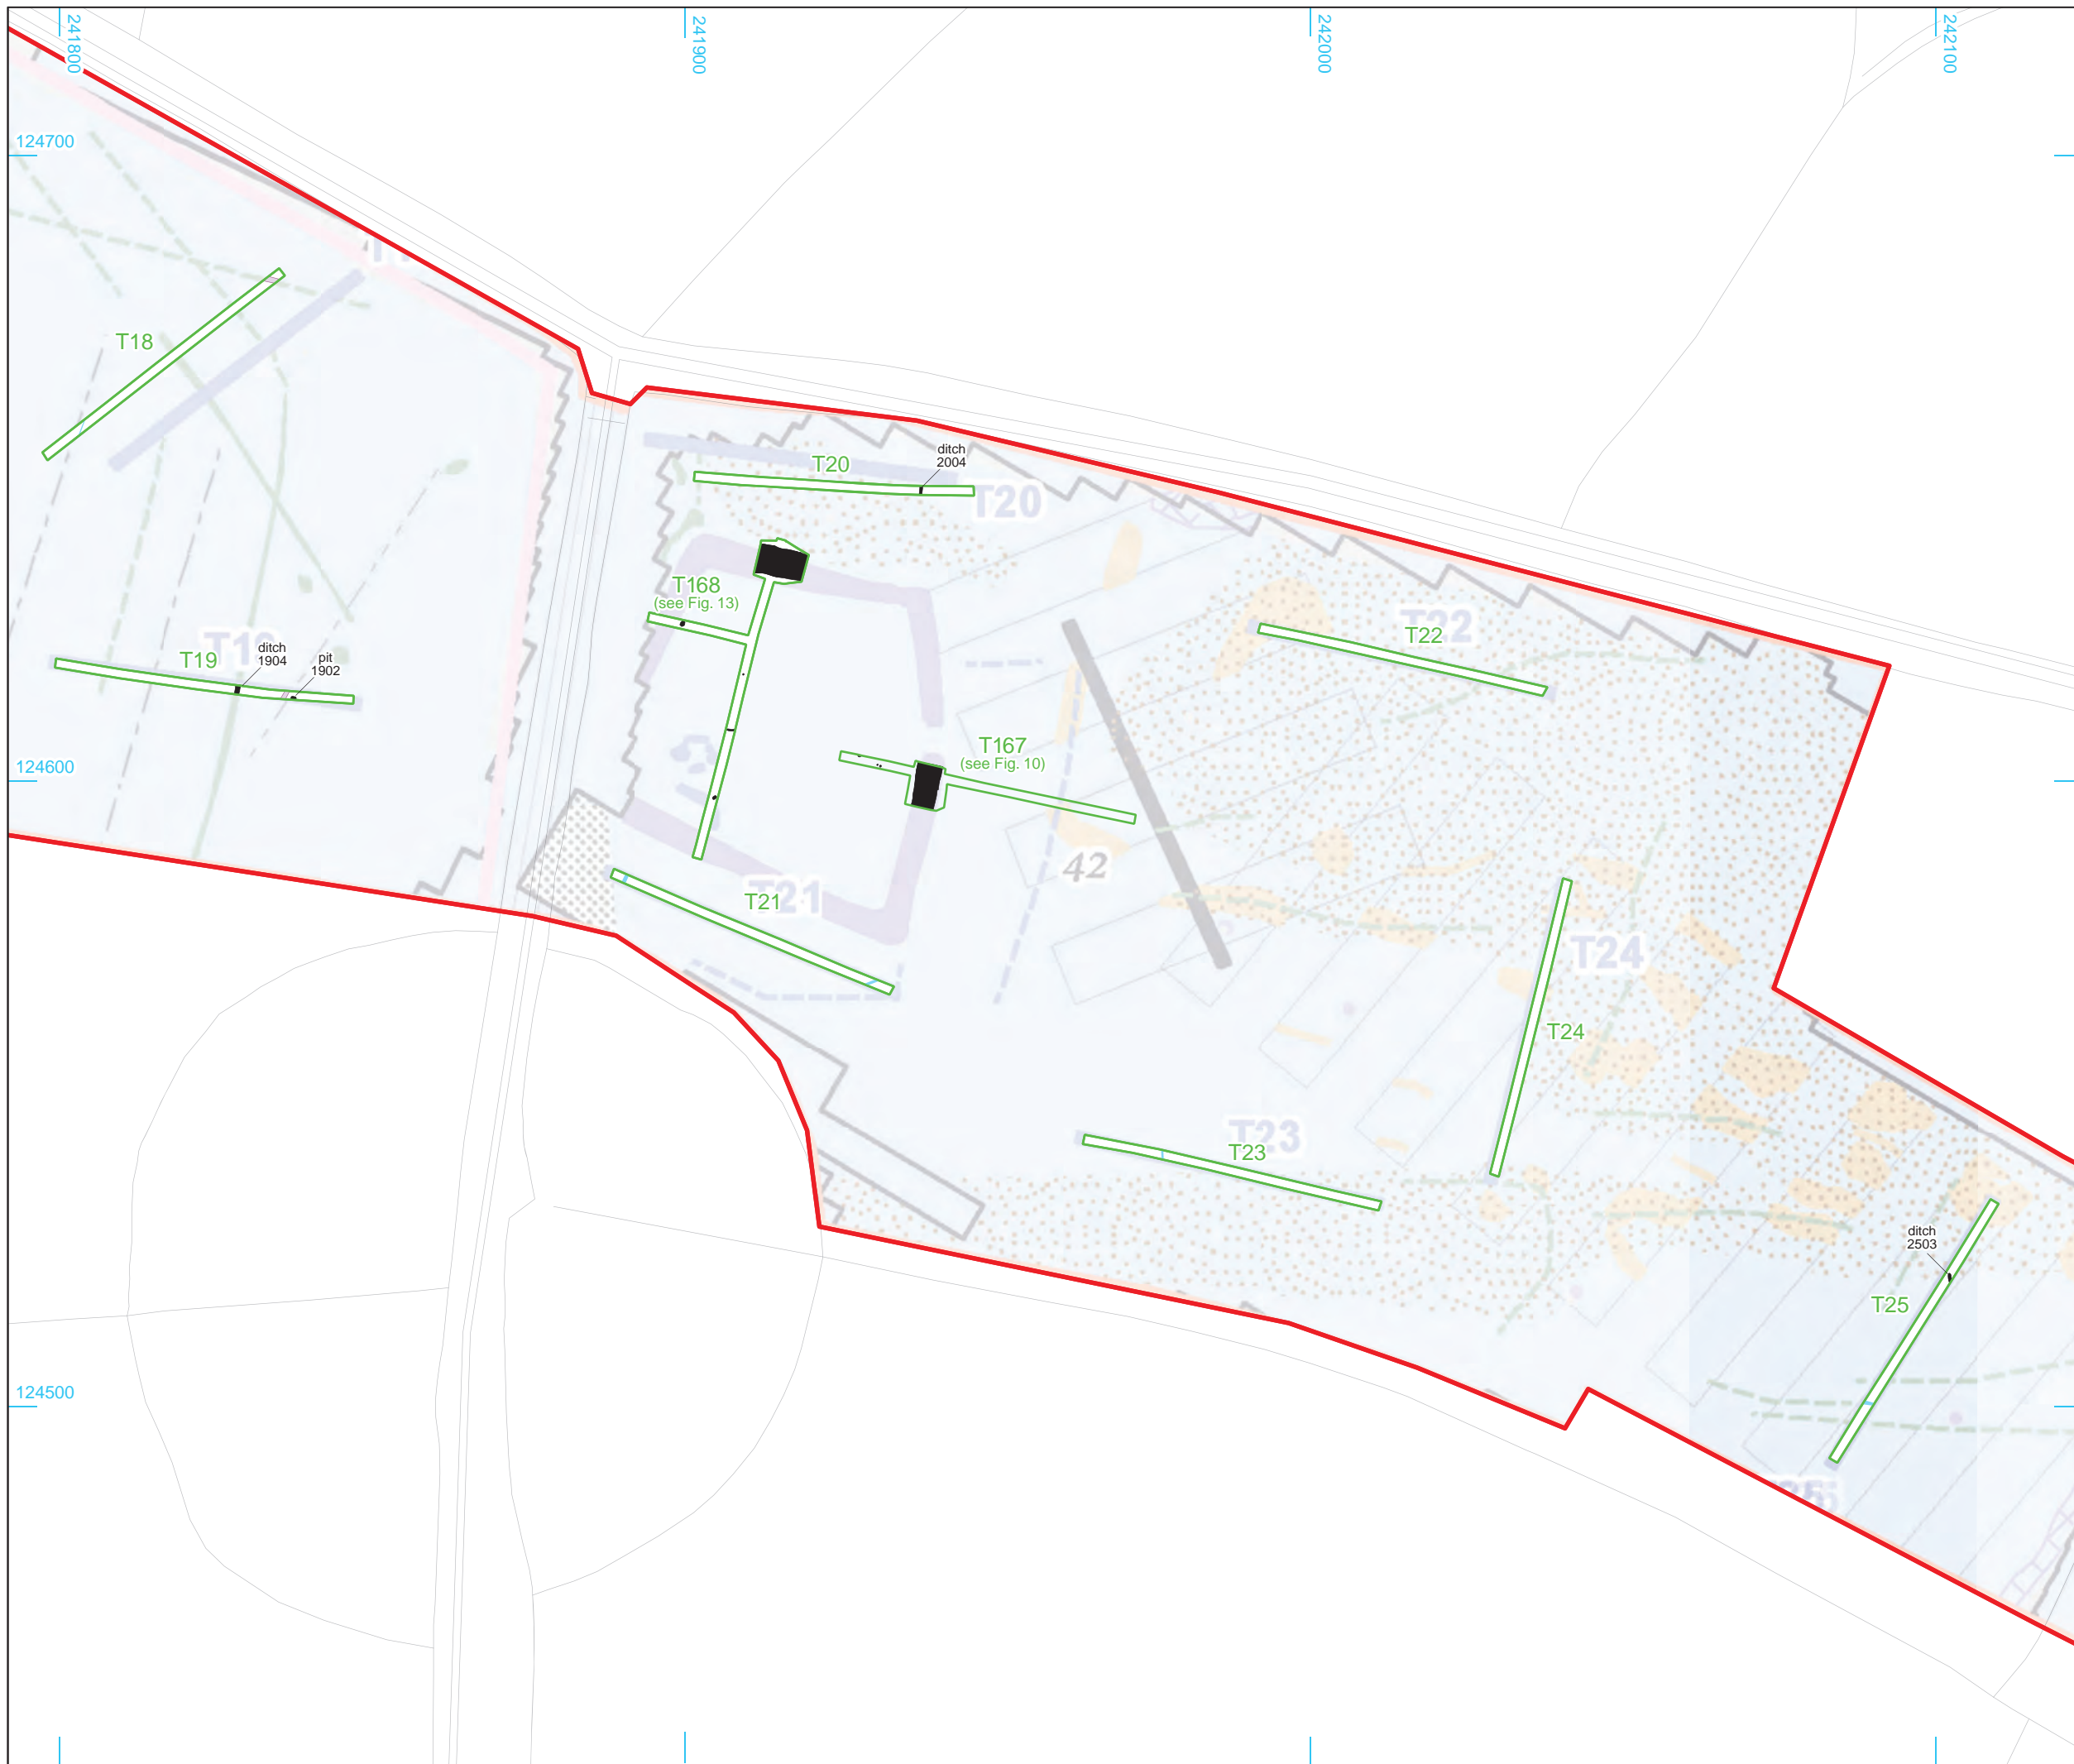 241800
241900
242000
242100
124700
T18
T20
ditch
2004
T20
T168
(see Fig. 13)
T22
T22
T19
ditch
1904
pit
1902
T167
(see Fig. 10)
124600
42
T21
T21
T24
T24
T23
T23
ditch
2503
T25
124500